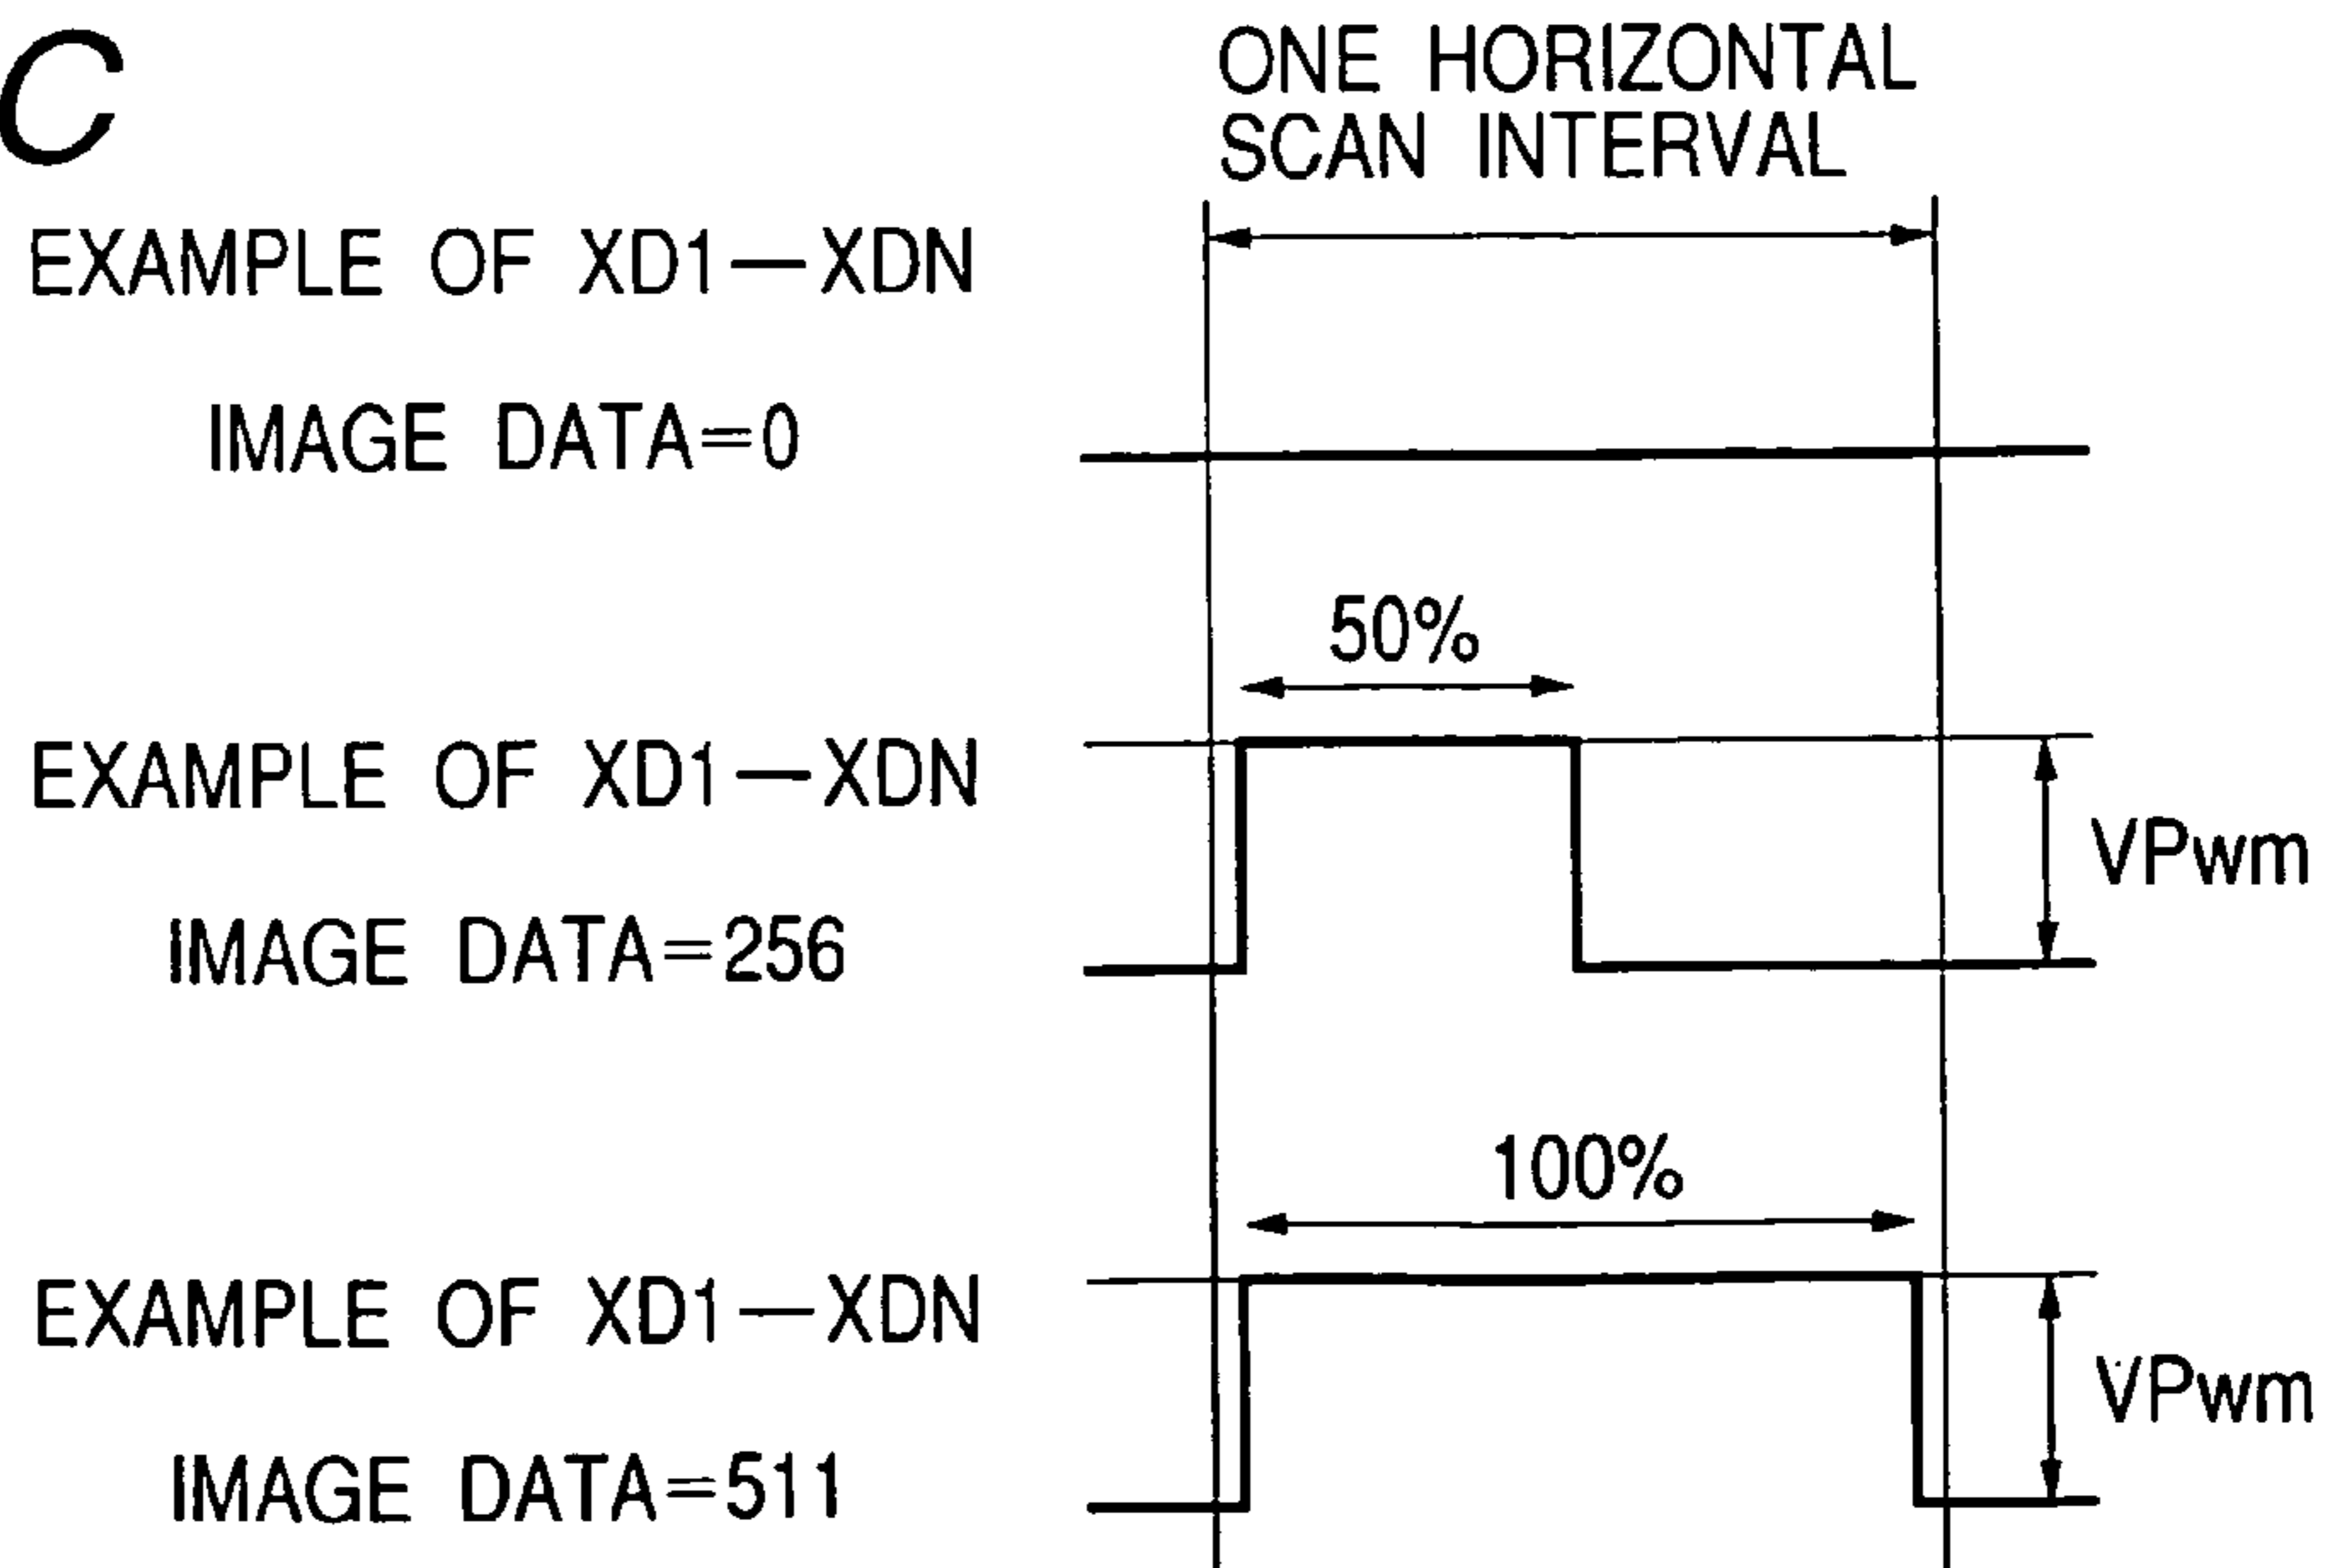 C
ONE HORIZONTAL
SCAN INTERVAL
EXAMPLE OF XD1—XDN
IMAGE DATA=0
50%
EXAMPLE OF XD1—XDN
VPwm
IMAGE DATA=256
100%
EXAMPLE OF XD1—XDN
VPwm
IMAGE DATA=511